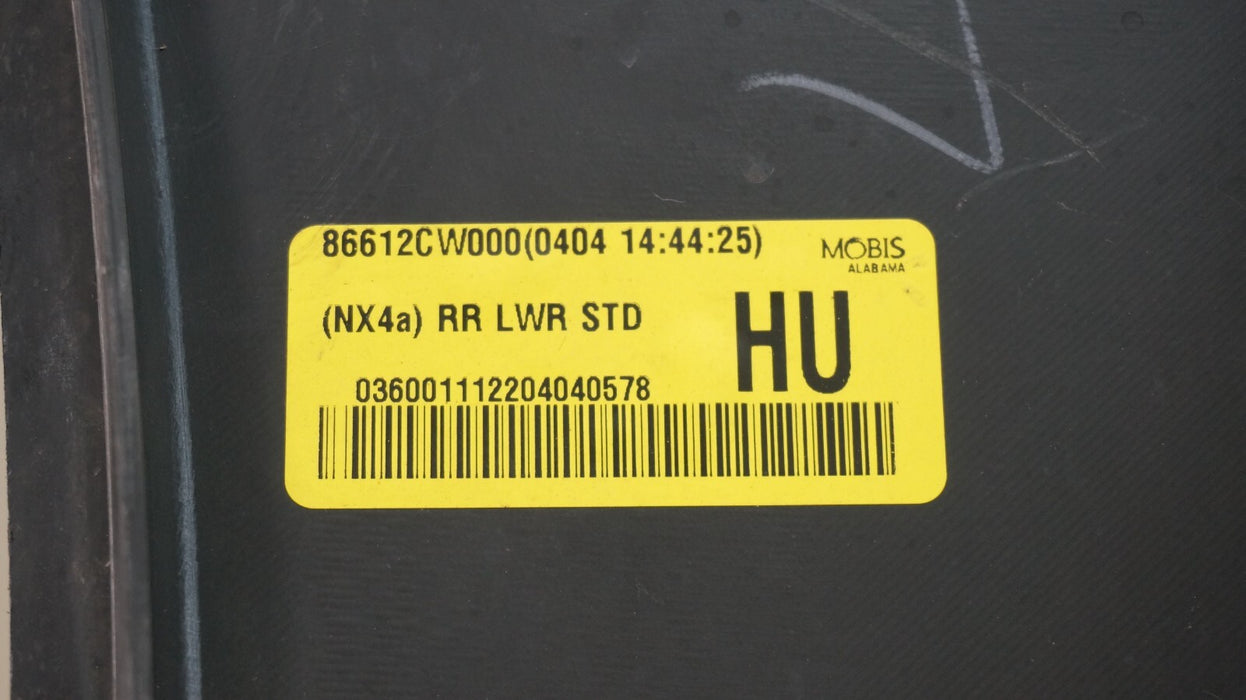 86612CW000(0404 14:44:25)
MOBIS
ALABAMA
(NX4a) RR LWR STD
HU
036001112204040578